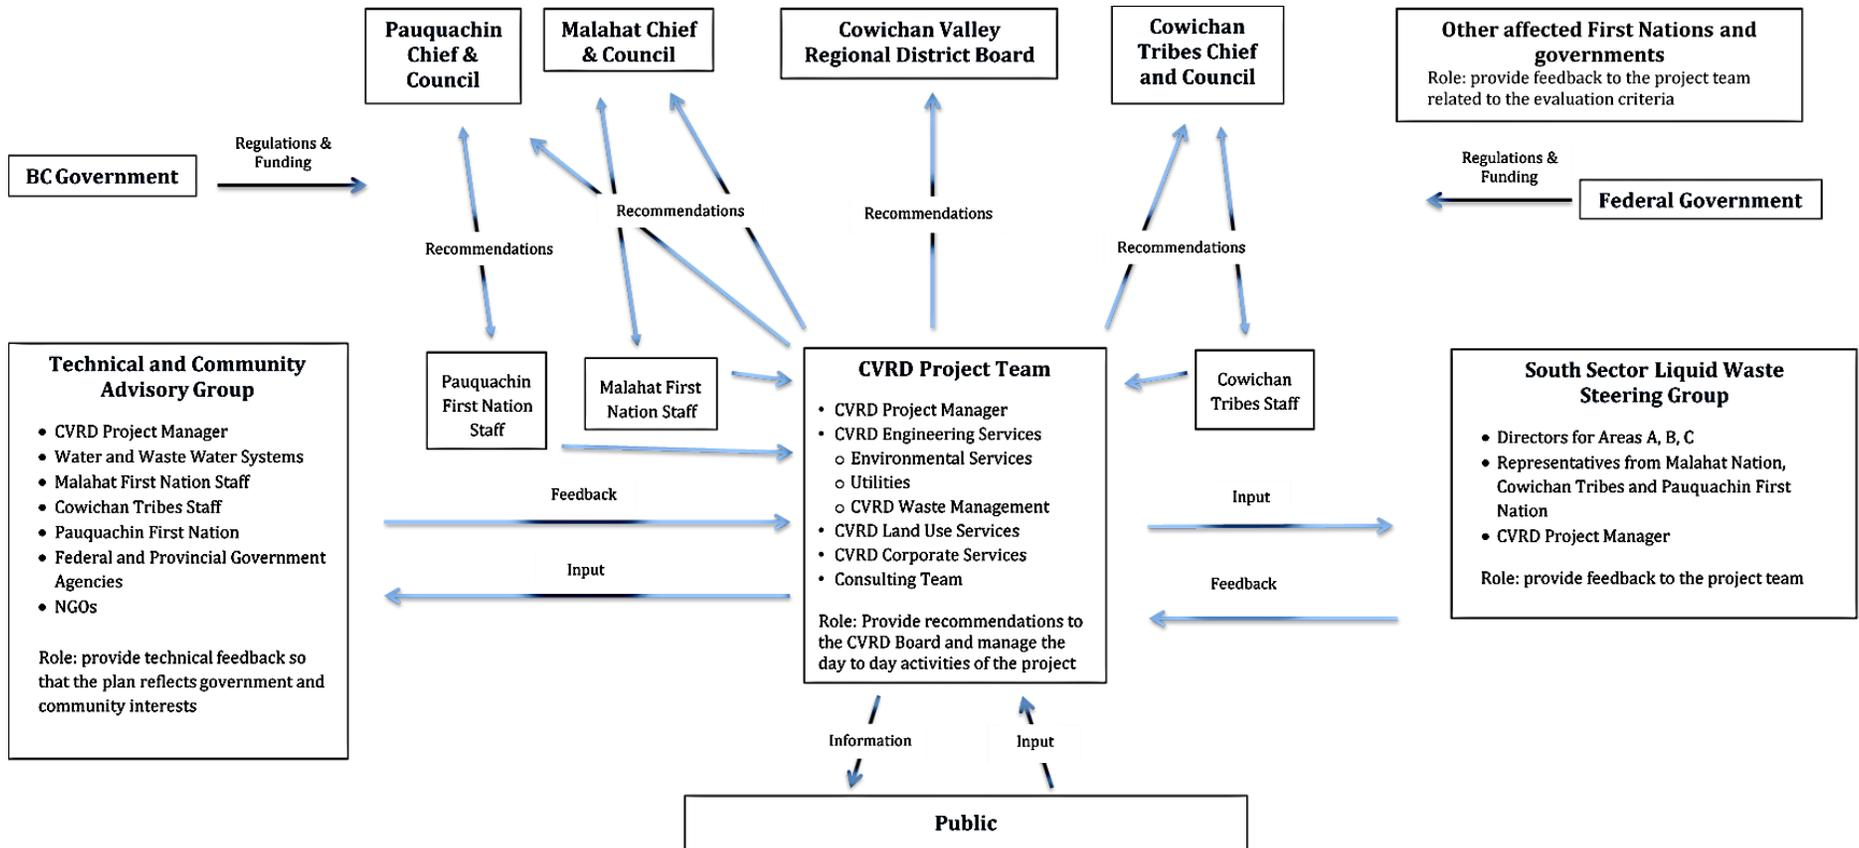 Pauquachin
Chief &
Council
Malahat Chief
& Council
Cowichan Valley
Regional District Board
Cowichan
Tribes Chief
and Council
Other affected First Nations and
governments
Role: provide feedback to the project team
related to the evaluation criteria
BC Government
Regulations &
Funding
Regulations &
Funding
Federal Government
Recommendations
Recommendations
Recommendations
Recommendations
Technical and Community
Advisory Group
• CVRD Project Manager
• Water and Waste Water Systems
• Malahat First Nation Staff
• Cowichan Tribes Staff
• Pauquachin First Nation
• Federal and Provincial Government
Agencies
• NGOs
Role: provide technical feedback so
that the plan reflects government and
community interests
Pauquachin
First Nation
Staff
Malahat First
Nation Staff
Feedback
Input
CVRD Project Team
• CVRD Project Manager
• CVRD Engineering Services
o Environmental Services
o Utilities
o CVRD Waste Management
• CVRD Land Use Services
• CVRD Corporate Services
• Consulting Team
Role: Provide recommendations to
the CVRD Board and manage the
day to day activities of the project
Cowichan
Tribes Staff
Input
Feedback
South Sector Liquid Waste
Steering Group
• Directors for Areas A, B, C
• Representatives from Malahat Nation,
Cowichan Tribes and Pauquachin First
Nation
• CVRD Project Manager
Role: provide feedback to the project team
Information
Input
Public